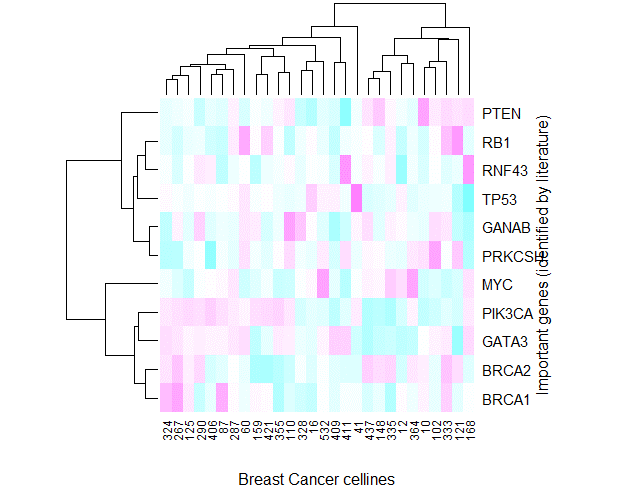 PTEN
RB1
RNF43
TP53
GANAB
PRKCSH
MYC
PIK3CA
GATA3
BRCA2
BRCA1
Important genes (identified by literature)
324 267 125 290 406 87 287 60 159 421 355 110 328 16 532 409 411 41 437 148 335 12 364 10 102 333 121 168
Breast Cancer cellines